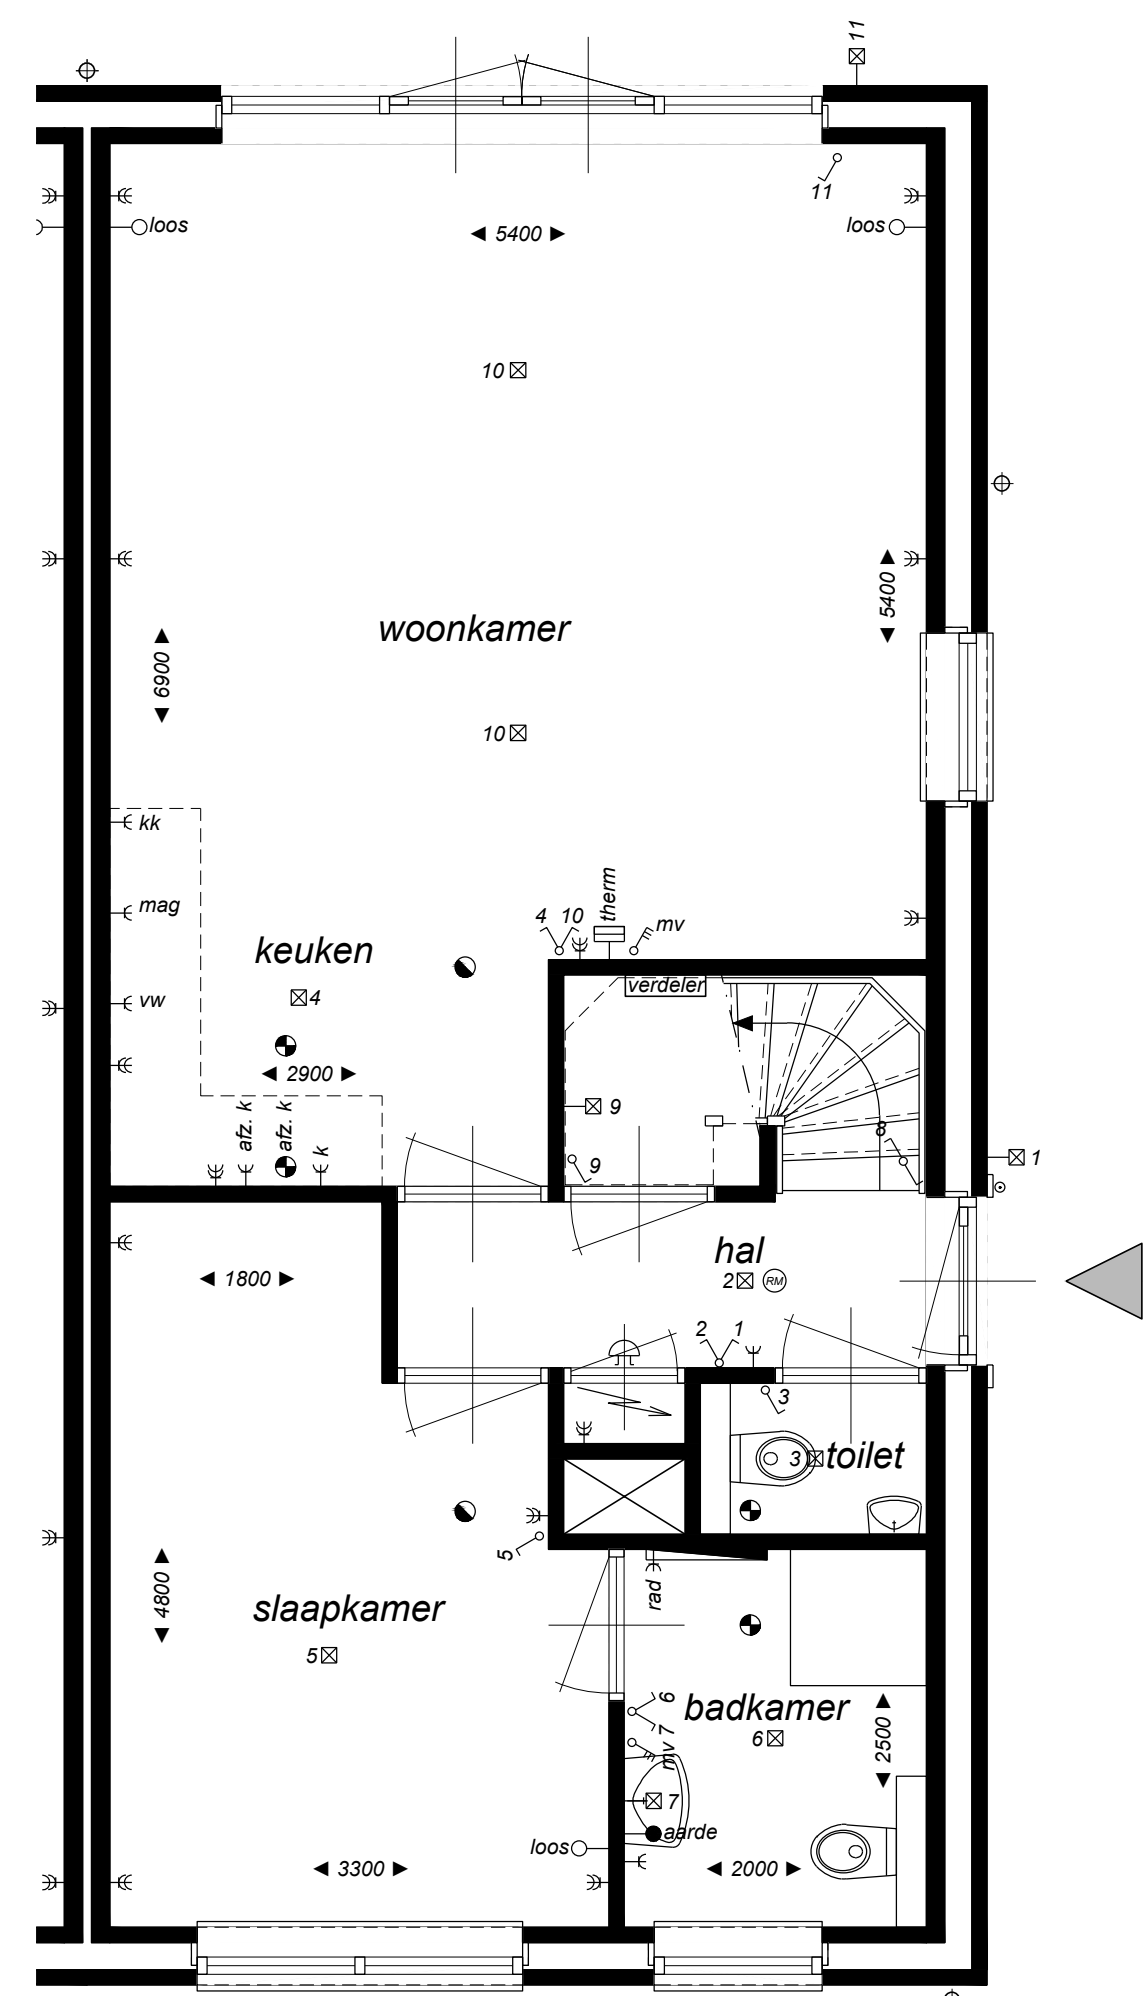 11
11
loos
loos
◄ 5400 ►
10
◄ 5400 ►
woonkamer
◄ 6900 ►
10
kk
mag
therm
4 10
mv
keuken
verdeler
vw
4
9
◄ 2900 ►
afz. k
afz. k
k
8
9
1
hal
◄ 1800 ►
2
RM
2 1
3
3
toilet
5
◄ 4800 ►
slaapkamer
rad
5
6
badkamer
7
6
◄ 2500 ►
mv
7
aarde
loos
◄ 3300 ►
◄ 2000 ►